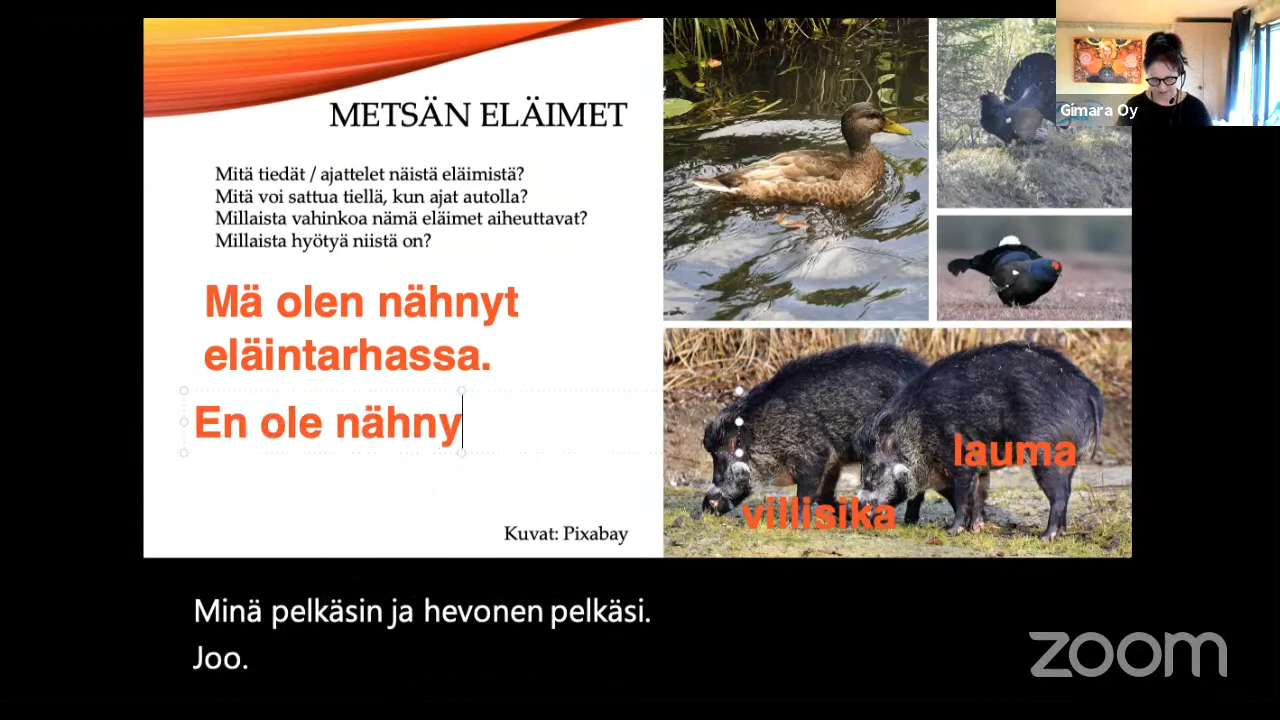 METSÄN ELÄIMET
Mitä tiedät / ajattelet näistä eläimistä?
Mitä voi sattua tiellä, kun ajat autolla?
Millaista vahinkoa nämä eläimet aiheuttavat?
Millaista hyötyä niistä on?
Mä olen nähnyt
eläintarhassa.
En ole nähny
Kuvat: Pixabay
lauma
villisika
Gimara Oy
Minä pelkäsin ja hevonen pelkäsi.
Joo.
zoom